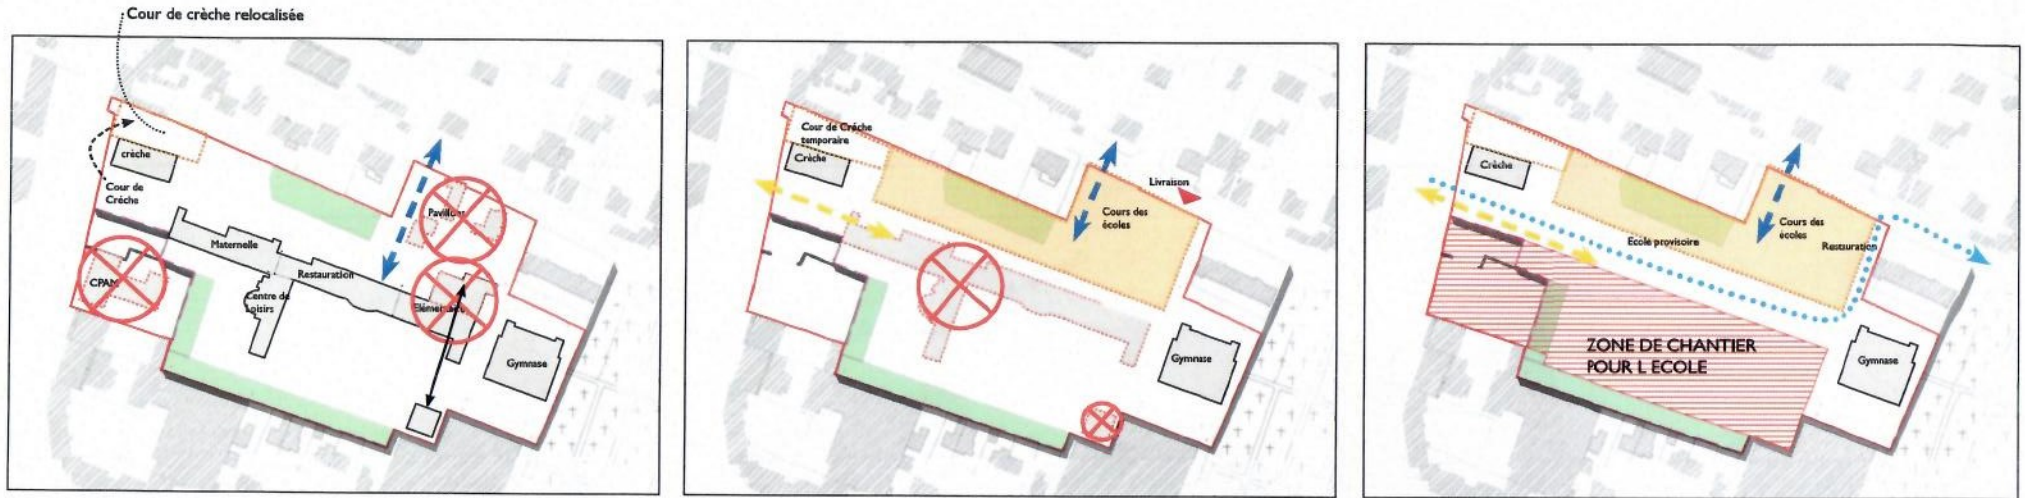 Cour de crèche relocalisée
crèche
Cour de
Crèche
Pavillons
Maternelle
CPAM
Restauration
Centre de
Loisirs
Elémentaire
Gymnase
Cour de Crèche
temporaire
Crèche
Livraison
Cours des
écoles
Gymnase
Crèche
Cours des
écoles
Ecole provisoire
Restauration
ZONE DE CHANTIER
POUR L ECOLE
Gymnase